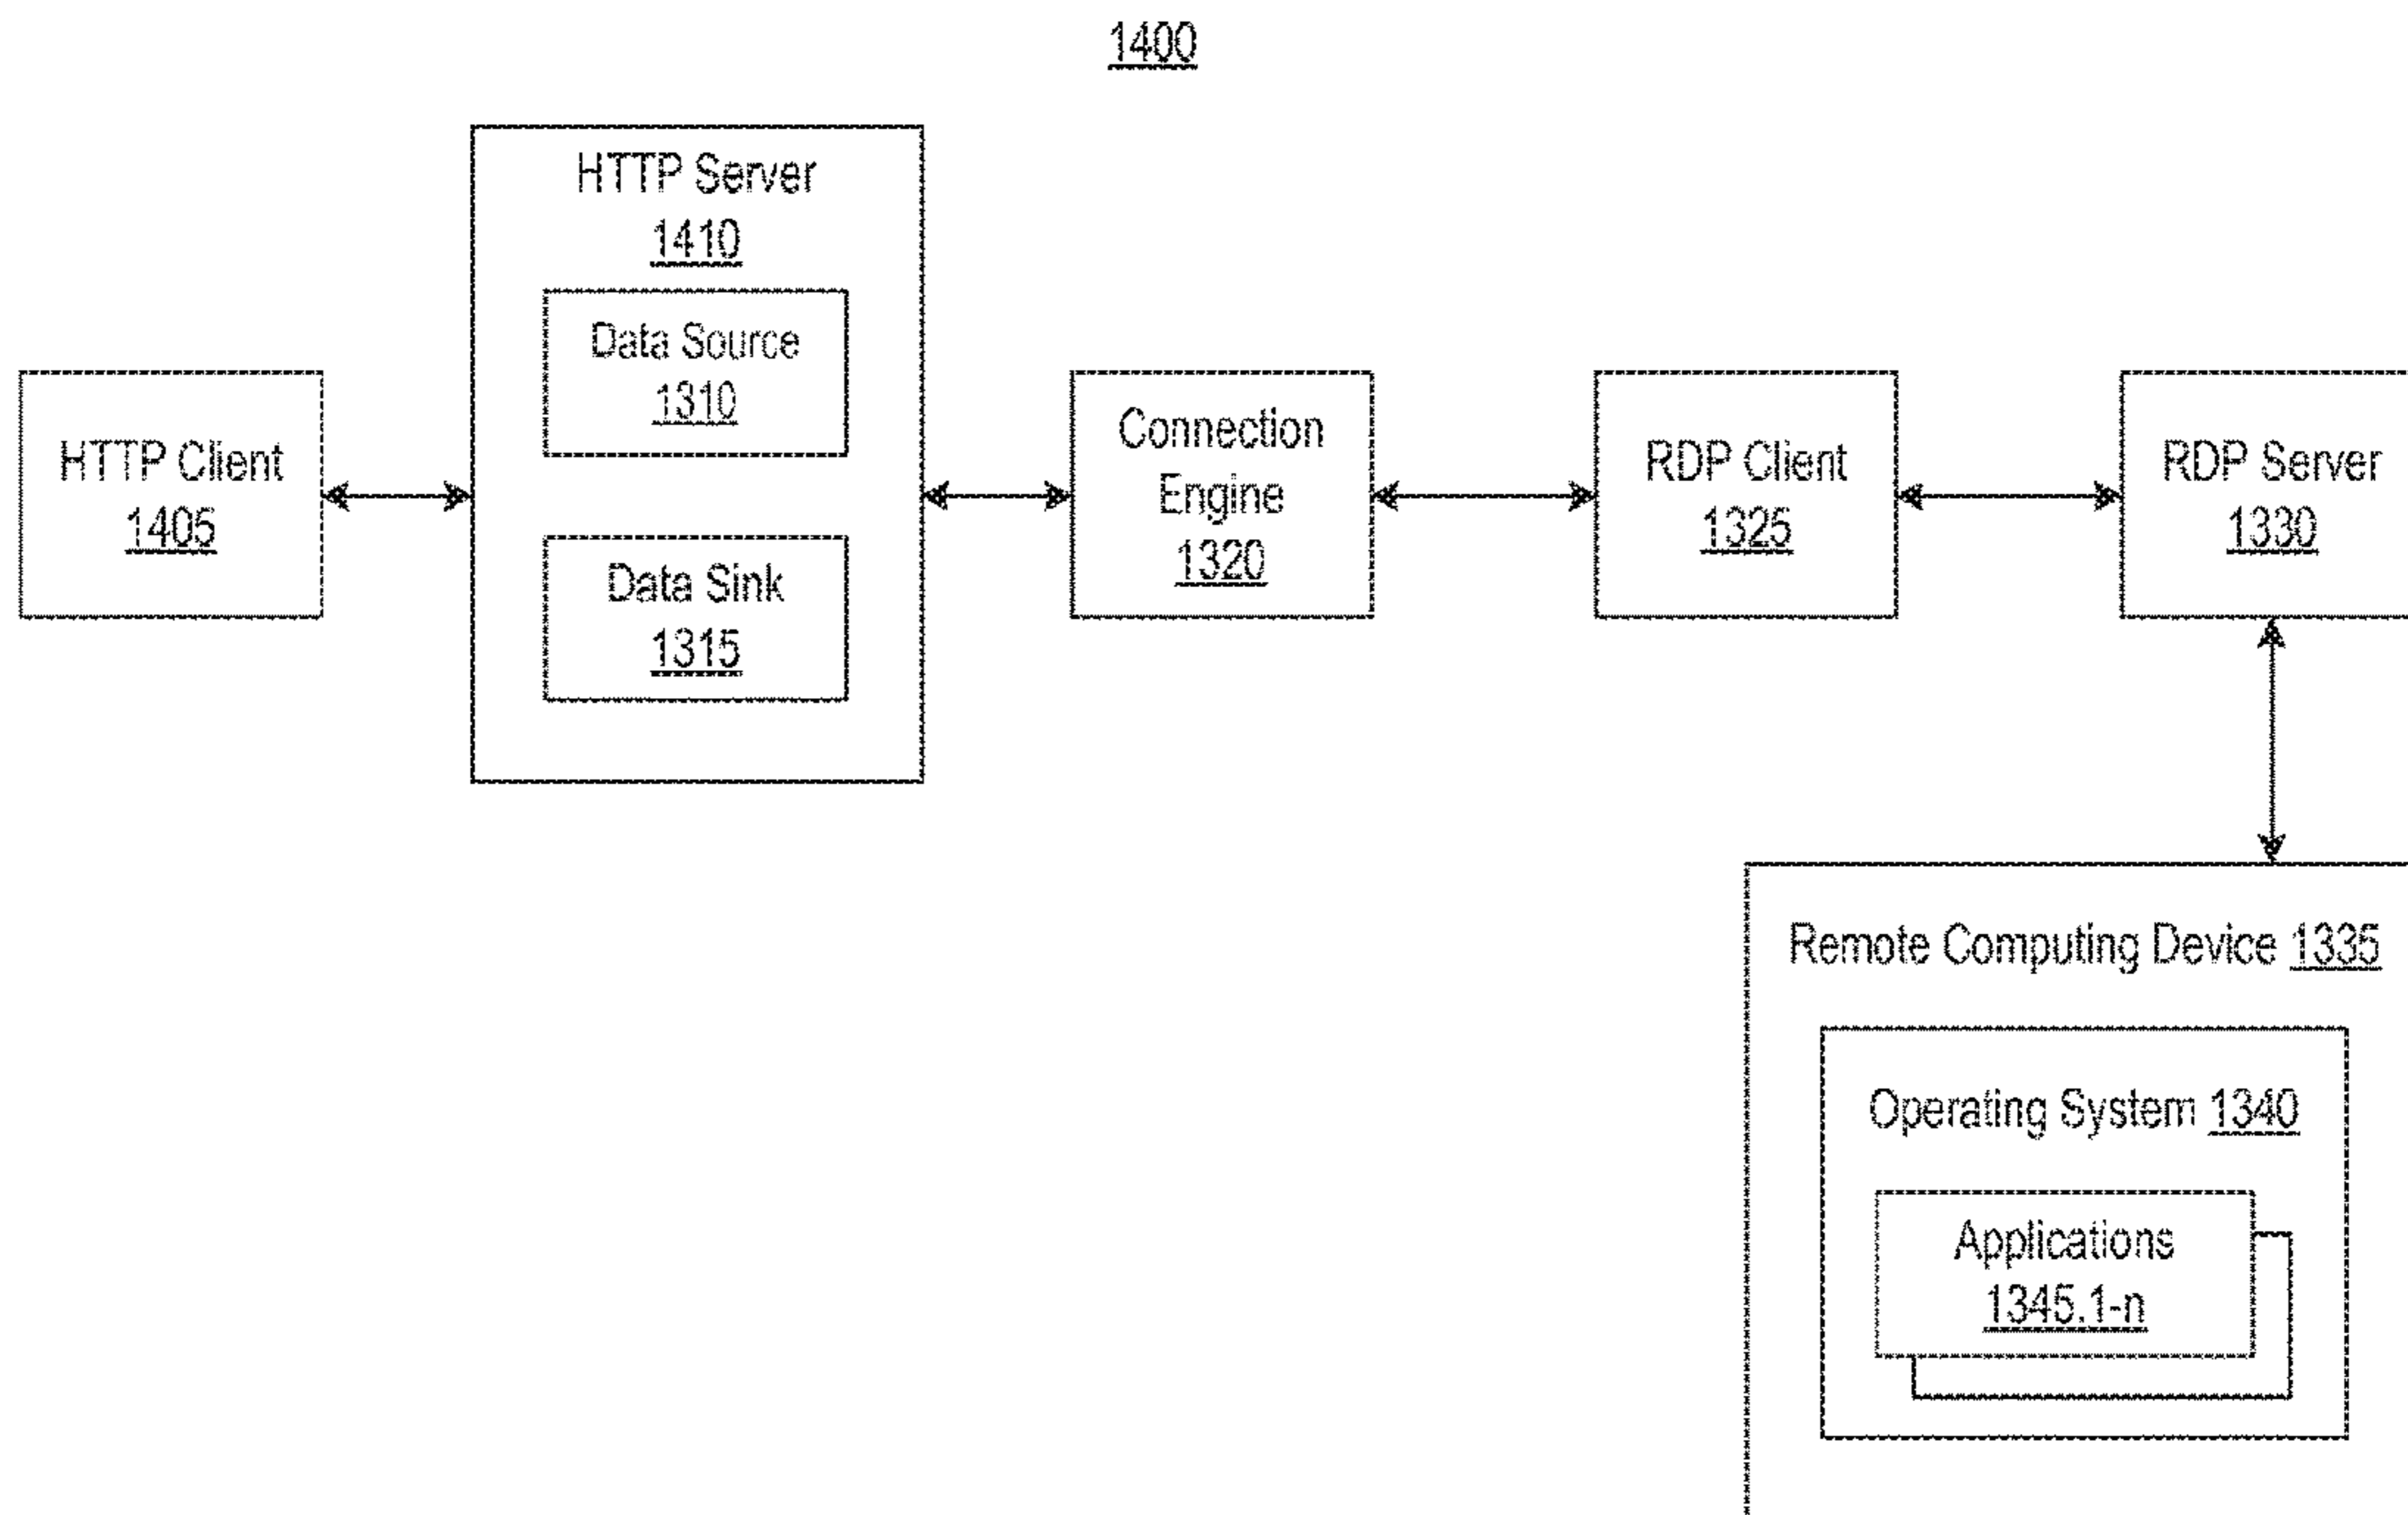 1400
HTTP Server
1410
Data Source
1310
Data Sink
1315
HTTP Client
1405
Connection
Engine
1320
RDP Client
1325
RDP Server
1330
Remote Computing Device 1335
Operating System 1340
Applications
1345.1-n